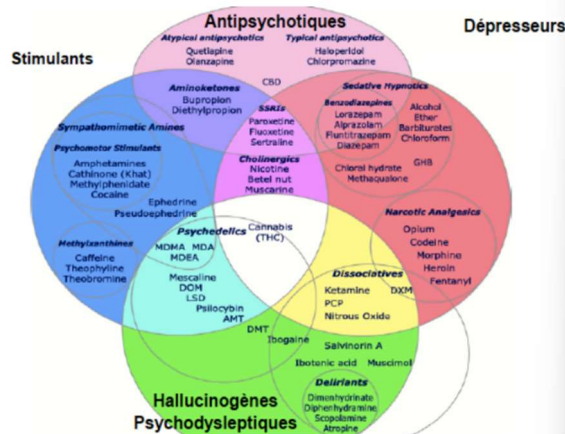 Antipsychotiques
Dépresseurs
Stimulants
Atypical antipsychotics
Quetiapine
Olanzapine
Typical antipsychotics
Haloperidol
Chlorpromazine
CBD
Aminoketones
Bupropion
Diethylpropion
SSRIs
Paroxetine
Fluoxetine
Sertraline
Sedative Hypnotics
Benzodiazepines
Lorazepam
Alprazolam
Fluntitrazepam
Diazepam
Alcohol
Ether
Barbiturates
Chloroform
GHB
Chloral hydrate
Methaqualone
Sympathomimetic Amines
Psychomotor Stimulants
Amphetamines
Cathinone (Khat)
Methylphenidate
Cocaine
Ephedrine
Pseudoephedrine
Cholinergics
Nicotine
Betel nut
Muscarine
Methylxanthines
Caffeine
Theophylline
Theobromine
Psychedelics
MDMA MDA
MDEA
Mescaline
DOM
LSD
Psilocybin
AMT
DMT
Cannabis
(THC)
Narcotic Analgesics
Opium
Codeine
Morphine
Heroin
Fentanyl
Dissociatives
Ketamine
DXM
PCP
Nitrous Oxide
Ibogaine
Salvinorin A
Ibotonic acid
Muscimol
Deliriants
Dimenhydrinate
Diphenhydramine
Scopolamine
Atropine
Hallucinogènes
Psychodysleptiques